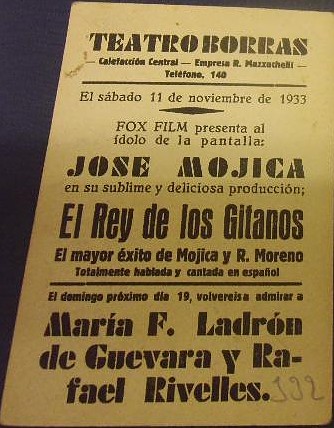 TEATRO BORRAS
— Calefacción Central — Empresa R. Mazzachelli —
Teléfono, 140
El sábado 11 de noviembre de 1933
FOX FILM presenta al
ídolo de la pantalla:
JOSE MOJICA
en su sublime y deliciosa producción;
El Rey de los Gitanos
El mayor éxito de Mojica y R. Moreno
Totalmente hablada y cantada en español
El domingo próximo día 19, volvereisa admirar a
María F. Ladrón
de Guevara y Ra-
fael Rivelles.